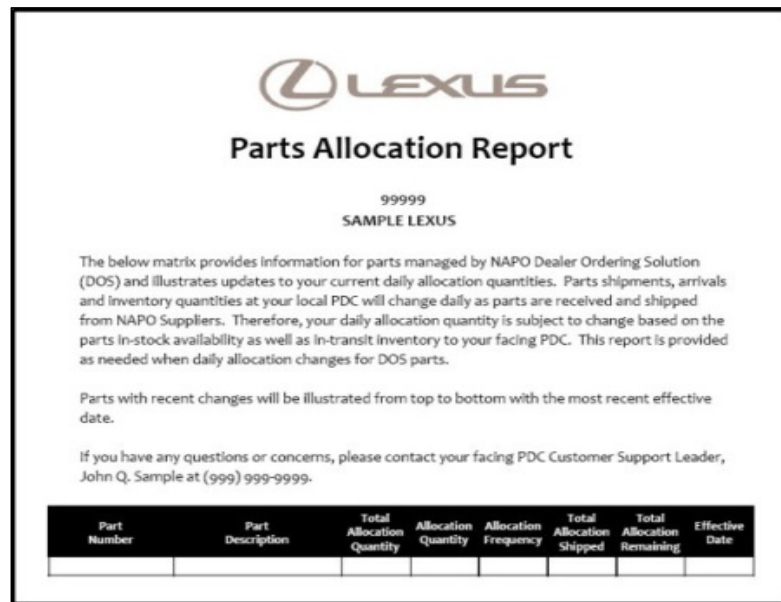 LEXUS
Parts Allocation Report
99999
SAMPLE LEXUS
The below matrix provides information for parts managed by NAPO Dealer Ordering Solution
(DOS) and illustrates updates to your current daily allocation quantities. Parts shipments, arrivals
and inventory quantities at your local PDC will change daily as parts are received and shipped
from NAPO Suppliers. Therefore, your daily allocation quantity is subject to change based on the
parts in-stock availability as well as in-transit inventory to your facing PDC. This report is provided
as needed when daily allocation changes for DOS parts.
Parts with recent changes will be illustrated from top to bottom with the most recent effective
date.
If you have any questions or concerns, please contact your facing PDC Customer Support Leader,
John Q. Sample at (999) 999-9999.
Part Number
Part Description
Total Allocation Quantity
Allocation Quantity
Allocation Frequency
Total Allocation Shipped
Total Allocation Remaining
Effective Date